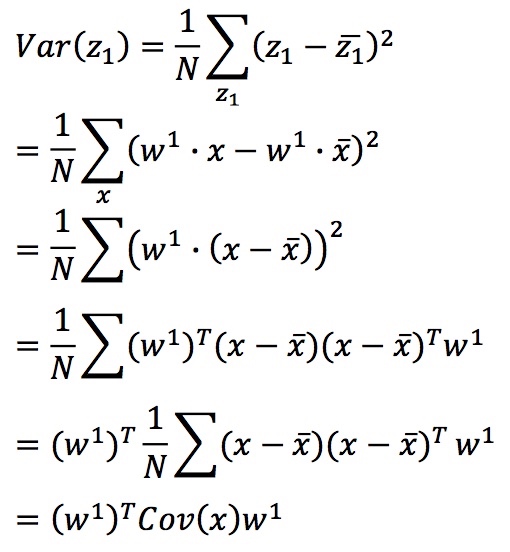 Var(z₁) = 1/N ∑_{z₁} (z₁ − z̄₁)²
= 1/N ∑_{x} (w¹ · x − w¹ · x̄)²
= 1/N ∑ (w¹ · (x − x̄))²
= 1/N ∑ (w¹)ᵀ(x − x̄)(x − x̄)ᵀw¹
= (w¹)ᵀ 1/N ∑ (x − x̄)(x − x̄)ᵀ w¹
= (w¹)ᵀCov(x)w¹